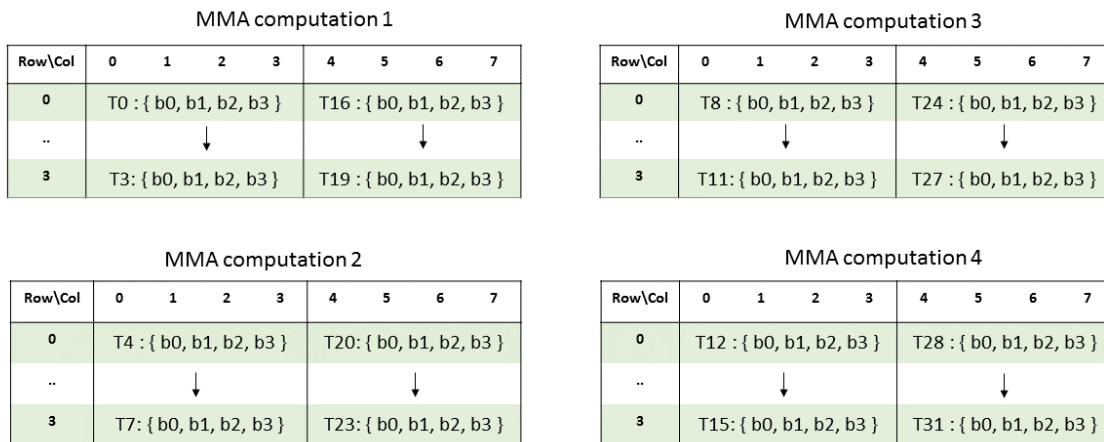 MMA computation 1
Row\Col 0 1 2 3 4 5 6 7
0 T0 : { b0, b1, b2, b3 } T16 : { b0, b1, b2, b3 }
..
3 T3: { b0, b1, b2, b3 } T19 : { b0, b1, b2, b3 }
MMA computation 3
Row\Col 0 1 2 3 4 5 6 7
0 T8 : { b0, b1, b2, b3 } T24 : { b0, b1, b2, b3 }
..
3 T11: { b0, b1, b2, b3 } T27 : { b0, b1, b2, b3 }
MMA computation 2
Row\Col 0 1 2 3 4 5 6 7
0 T4 : { b0, b1, b2, b3 } T20: { b0, b1, b2, b3 }
..
3 T7: { b0, b1, b2, b3 } T23: { b0, b1, b2, b3 }
MMA computation 4
Row\Col 0 1 2 3 4 5 6 7
0 T12 : { b0, b1, b2, b3 } T28 : { b0, b1, b2, b3 }
..
3 T15: { b0, b1, b2, b3 } T31 : { b0, b1, b2, b3 }